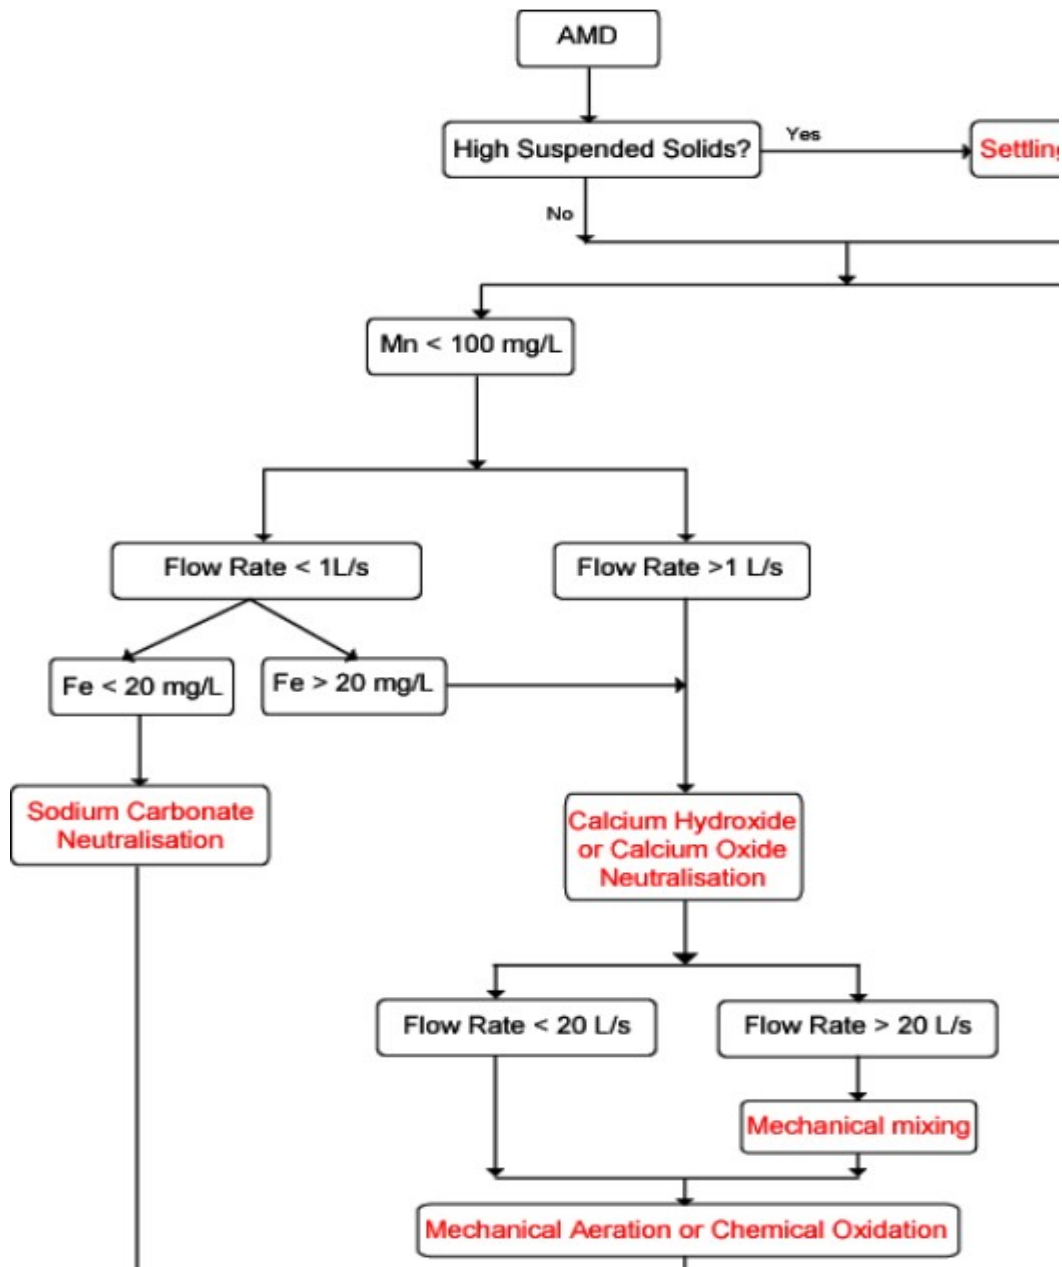 AMD
High Suspended Solids?
Yes
Settling
No
Mn < 100 mg/L
Flow Rate < 1L/s
Flow Rate >1 L/s
Fe < 20 mg/L
Fe > 20 mg/L
Sodium Carbonate
Neutralisation
Calcium Hydroxide
or Calcium Oxide
Neutralisation
Flow Rate < 20 L/s
Flow Rate > 20 L/s
Mechanical mixing
Mechanical Aeration or Chemical Oxidation